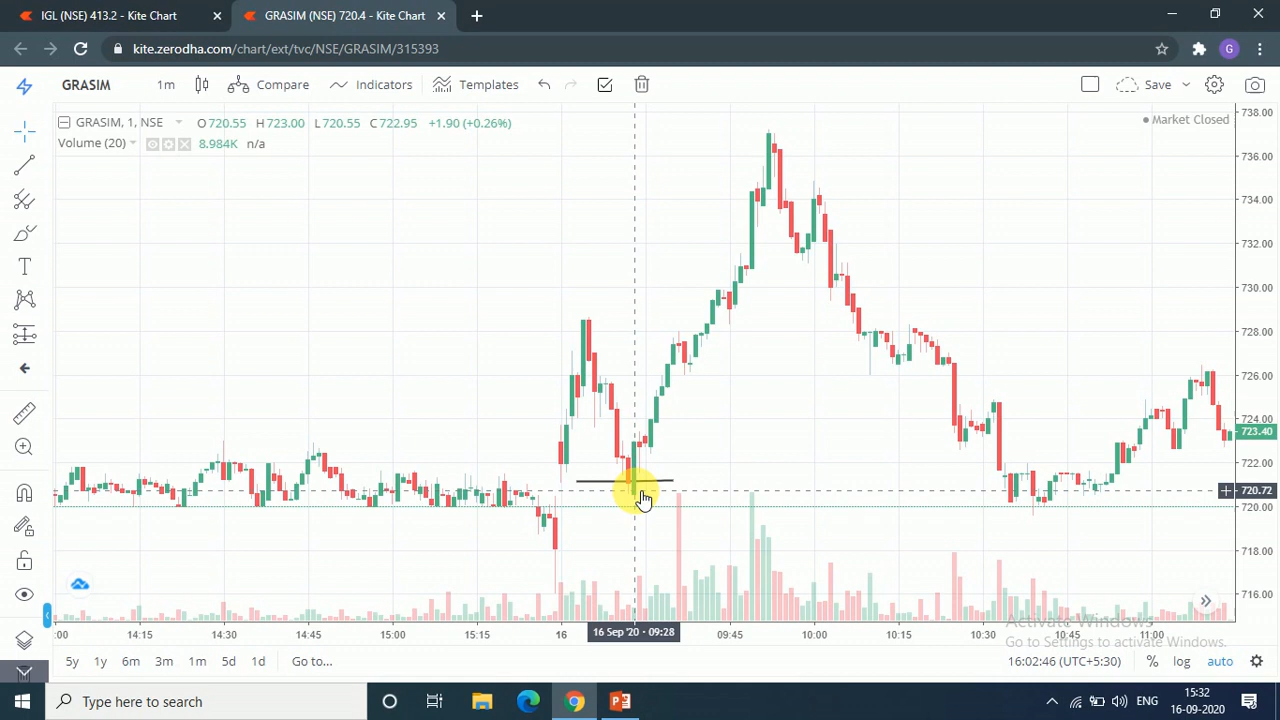 IGL (NSE) 413.2 - Kite Chart
GRASIM (NSE) 720.4 - Kite Chart
kite.zerodha.com/chart/ext/tvc/NSE/GRASIM/315393
G
GRASIM
1m
Compare
Indicators
Templates
Save
GRASIM, 1, NSE O720.55 H723.00 L720.55 C722.95 +1.90 (+0.26%)
Market Closed
Volume (20) 8.984K n/a
738.00
736.00
734.00
732.00
730.00
728.00
726.00
724.00
723.40
722.00
720.72
720.00
718.00
716.00
:00 14:15 14:30 14:45 15:00 15:15 16 16 Sep '20 - 09:28 09:45 10:00 10:15 10:30 10:45 11:00
Activate Windows
Go to Settings to activate Windows.
5y 1y 6m 3m 1m 5d 1d Go to... 16:02:46 (UTC+5:30) % log auto
Type here to search
ENG
15:32
16-09-2020